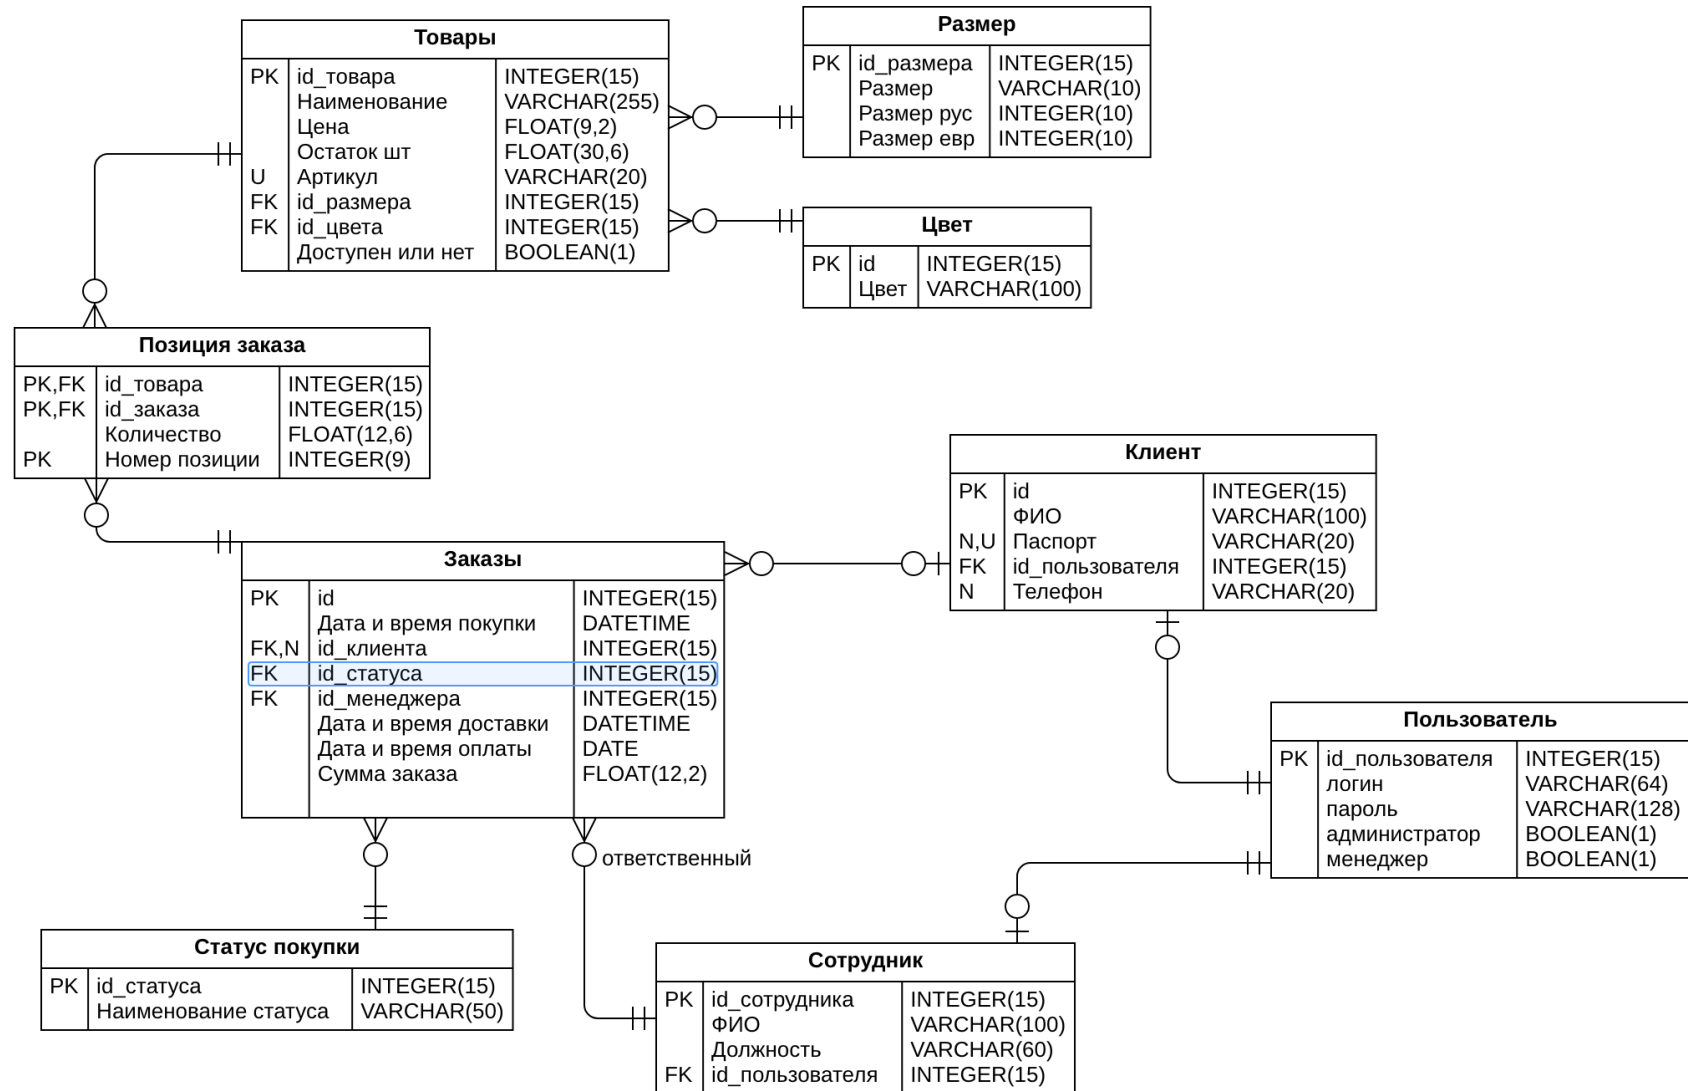 Товары
PK id_товара INTEGER(15)
Наименование VARCHAR(255)
Цена FLOAT(9,2)
Остаток шт FLOAT(30,6)
U Артикул VARCHAR(20)
FK id_размера INTEGER(15)
FK id_цвета INTEGER(15)
Доступен или нет BOOLEAN(1)
Размер
PK id_размера INTEGER(15)
Размер VARCHAR(10)
Размер рус INTEGER(10)
Размер евр INTEGER(10)
Цвет
PK id INTEGER(15)
Цвет VARCHAR(100)
Позиция заказа
PK,FK id_товара INTEGER(15)
PK,FK id_заказа INTEGER(15)
Количество FLOAT(12,6)
PK Номер позиции INTEGER(9)
Клиент
PK id INTEGER(15)
ФИО VARCHAR(100)
N,U Паспорт VARCHAR(20)
FK id_пользователя INTEGER(15)
N Телефон VARCHAR(20)
Заказы
PK id INTEGER(15)
Дата и время покупки DATETIME
FK,N id_клиента INTEGER(15)
FK id_статуса INTEGER(15)
FK id_менеджера INTEGER(15)
Дата и время доставки DATETIME
Дата и время оплаты DATE
Сумма заказа FLOAT(12,2)
ответственный
Пользователь
PK id_пользователя INTEGER(15)
логин VARCHAR(64)
пароль VARCHAR(128)
администратор BOOLEAN(1)
менеджер BOOLEAN(1)
Статус покупки
PK id_статуса INTEGER(15)
Наименование статуса VARCHAR(50)
Сотрудник
PK id_сотрудника INTEGER(15)
ФИО VARCHAR(100)
Должность VARCHAR(60)
FK id_пользователя INTEGER(15)